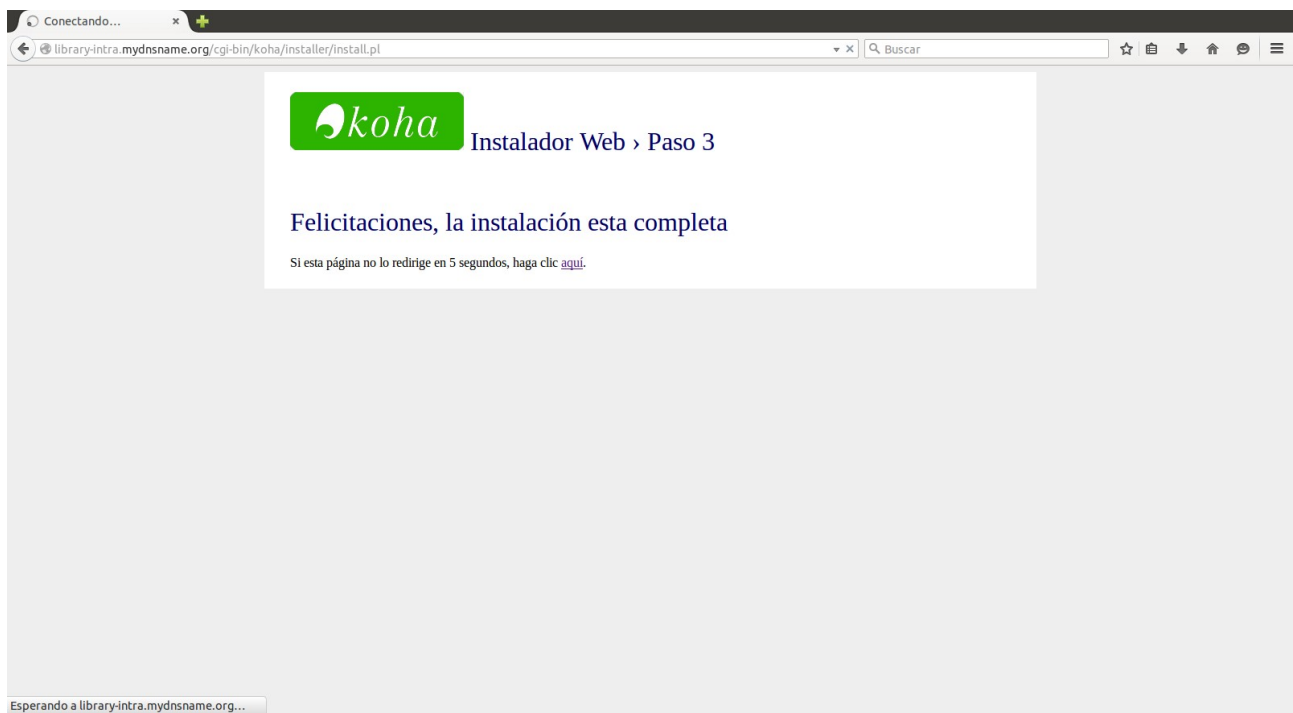 Conectando...
library-intra.mydnsname.org/cgi-bin/koha/installer/install.pl
Buscar
koha
Instalador Web › Paso 3
Felicitaciones, la instalación esta completa
Si esta página no lo redirige en 5 segundos, haga clic aquí.
Esperando a library-intra.mydnsname.org...